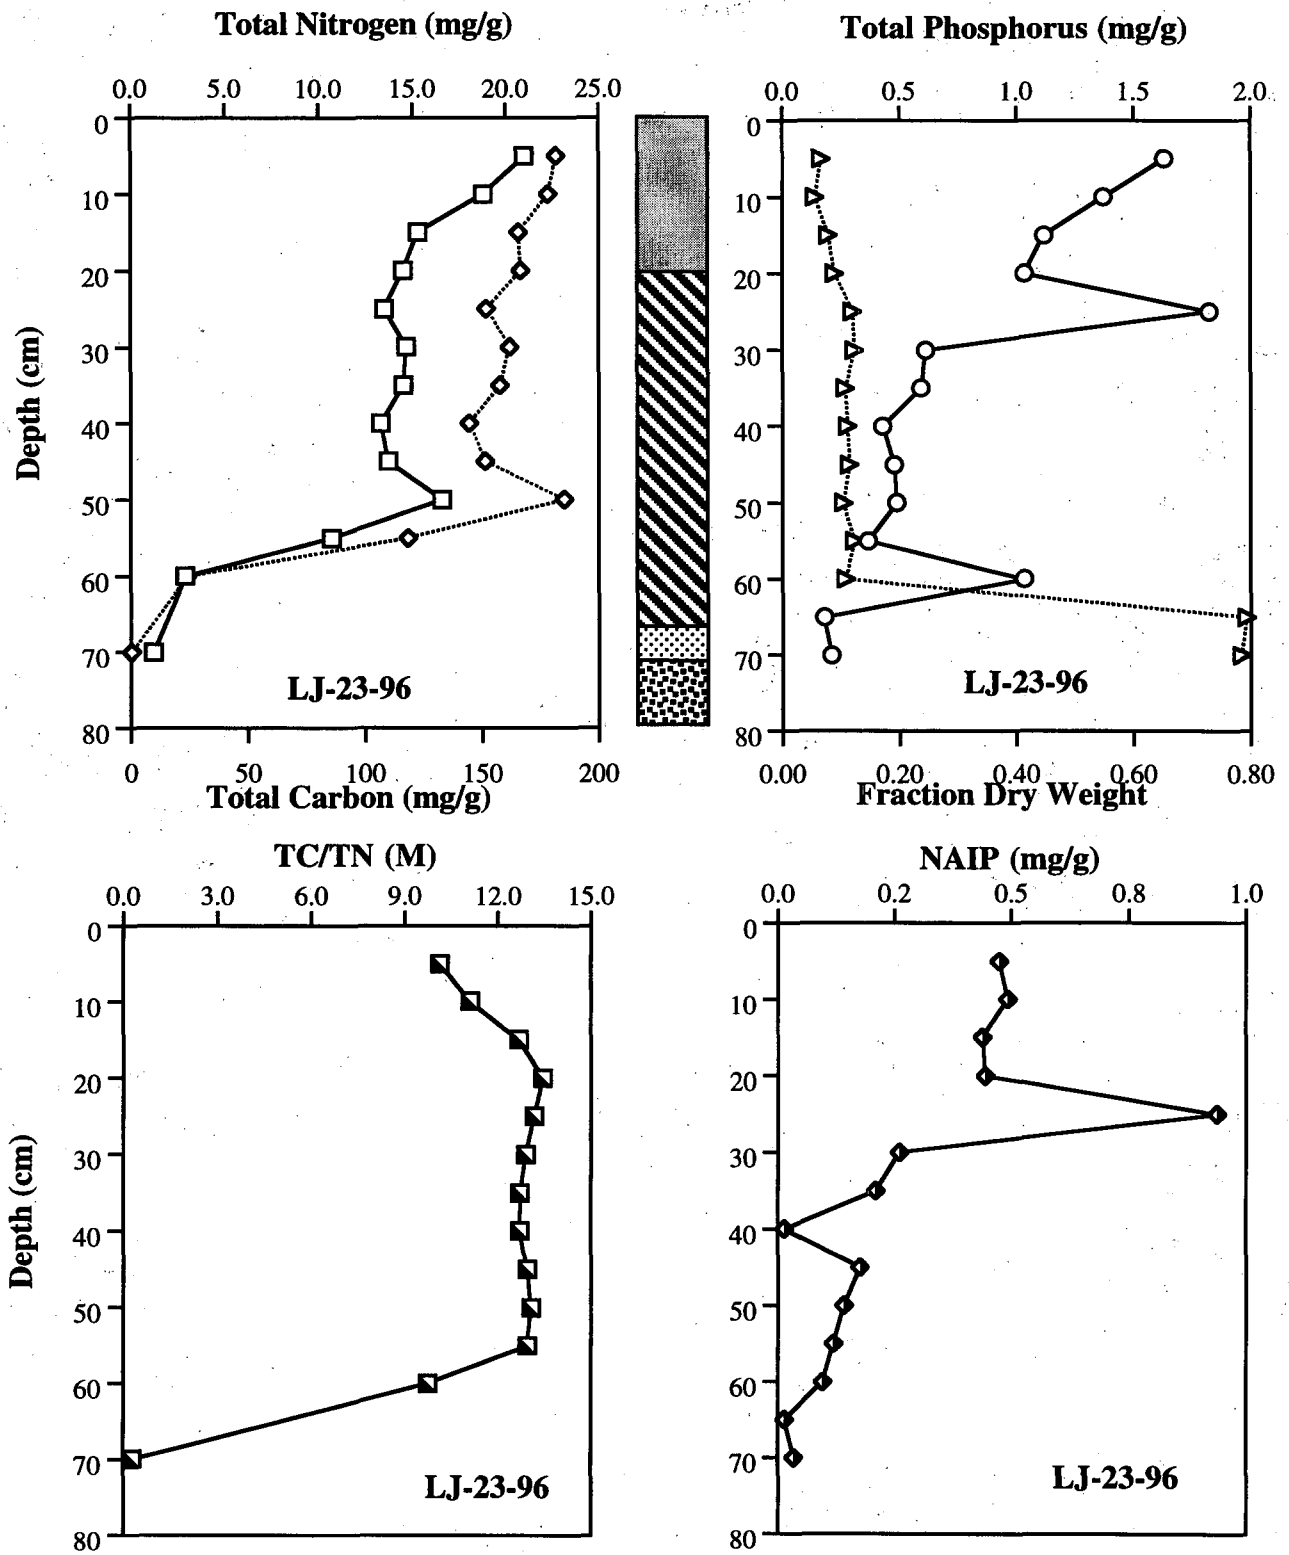 Total Nitrogen (mg/g)
Total Phosphorus (mg/g)
0.0 5.0 10.0 15.0 20.0 25.0
0.0 0.5 1.0 1.5 2.0
0
10
20
30
40
50
60
70
80
Depth (cm)
LJ-23-96
0 50 100 150 200
Total Carbon (mg/g)
0
10
20
30
40
50
60
70
80
LJ-23-96
0.00 0.20 0.40 0.60 0.80
Fraction Dry Weight
TC/TN (M)
NAIP (mg/g)
0.0 3.0 6.0 9.0 12.0 15.0
0.0 0.2 0.5 0.8 1.0
0
10
20
30
40
50
60
70
80
Depth (cm)
LJ-23-96
0
10
20
30
40
50
60
70
80
LJ-23-96